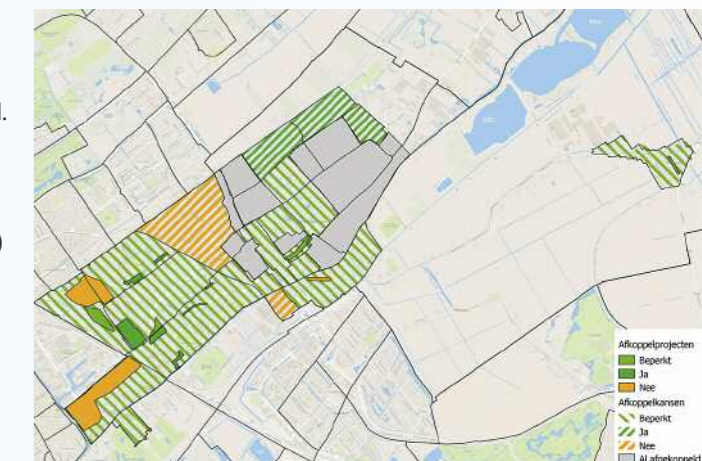 l.
)
Afkoppelprojecten
Beperkt
Ja
Nee
Afkoppelkansen
Beperkt
Ja
Nee
Al afgekoppeld